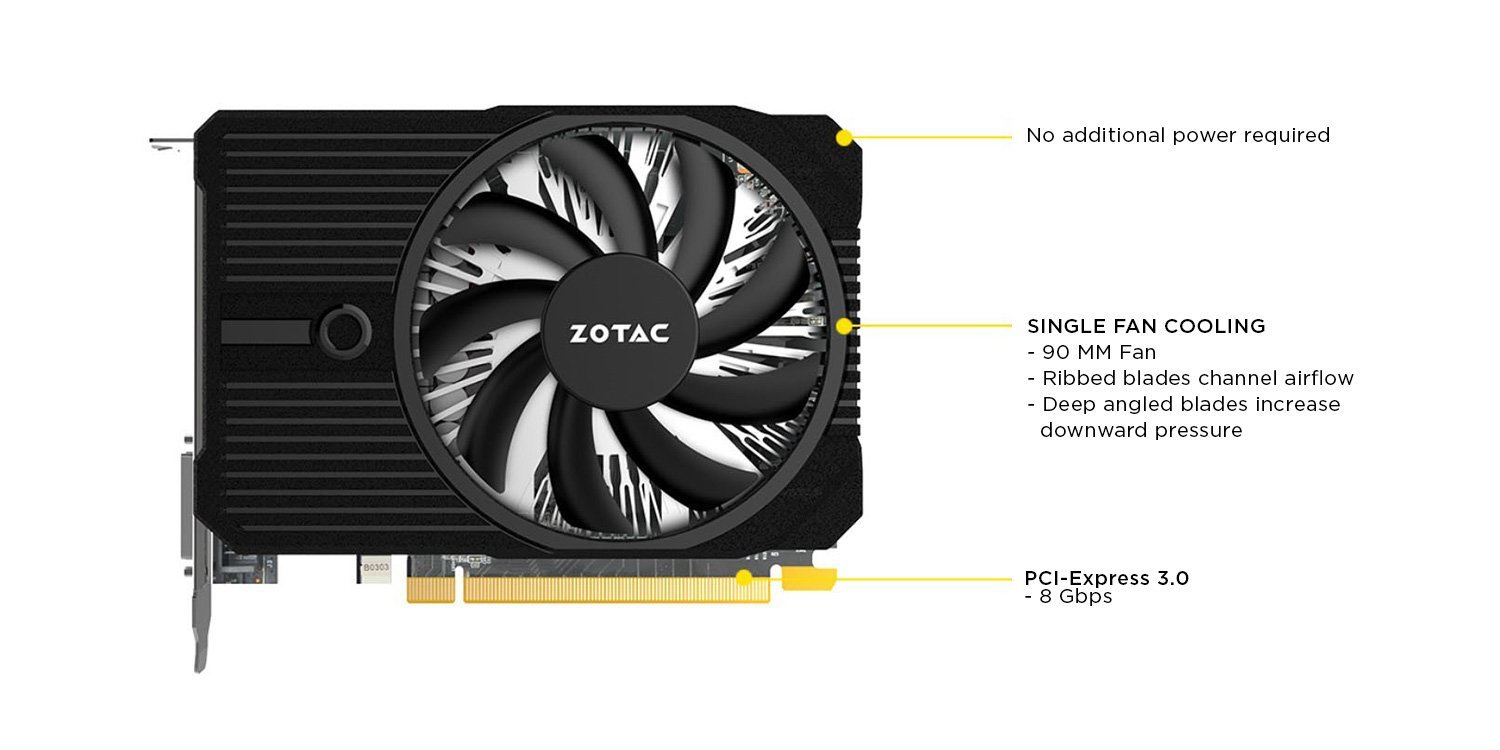 No additional power required
ZOTAC
SINGLE FAN COOLING
- 90 MM Fan
- Ribbed blades channel airflow
- Deep angled blades increase
downward pressure
B0303
PCI-Express 3.0
- 8 Gbps